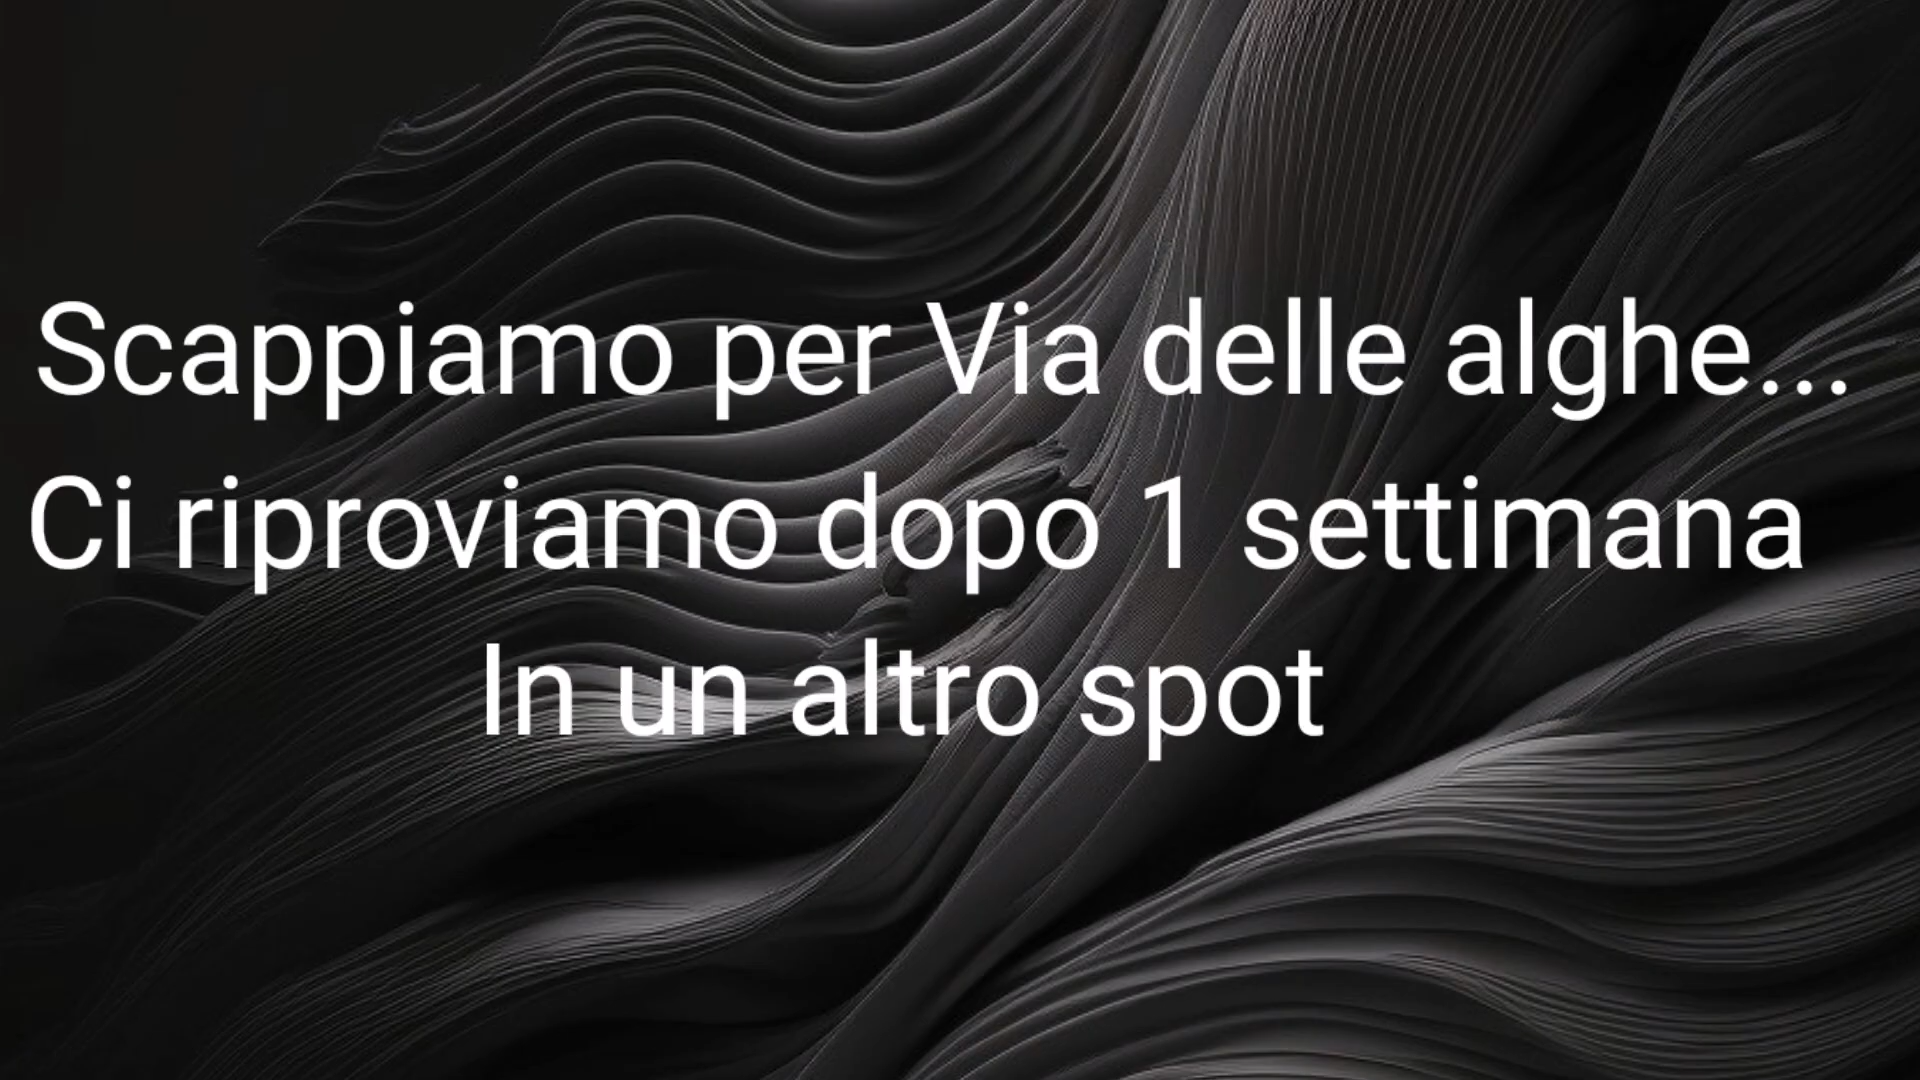 Scappiamo per Via delle alghe...
Ci riproviamo dopo 1 settimana
In un altro spot